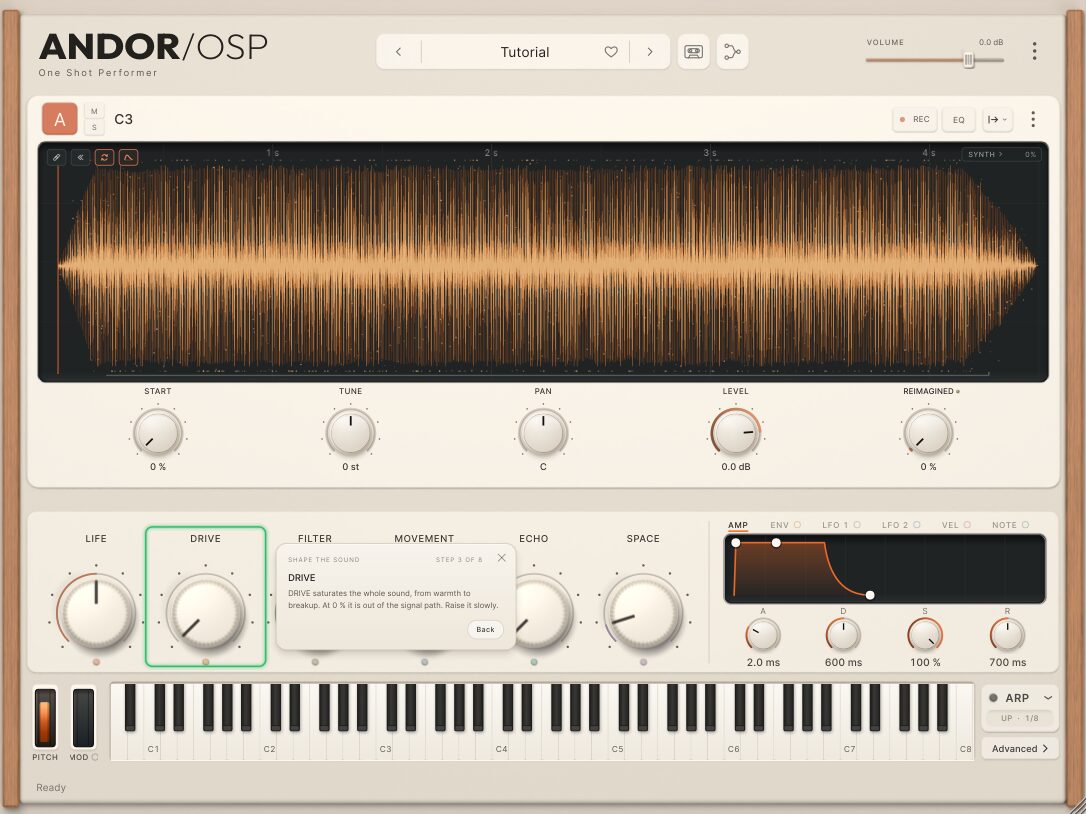 ANDOR/OSP
One Shot Performer
Tutorial
VOLUME 0.0 dB
A
M
S
C3
REC
EQ
1 s 2 s 3 s 4 s
SYNTH > 0%
START TUNE PAN LEVEL REIMAGINED
0 % 0 st C 0.0 dB 0 %
LIFE DRIVE FILTER MOVEMENT ECHO SPACE
SHAPE THE SOUND STEP 3 OF 8
DRIVE
DRIVE saturates the whole sound, from warmth to
breakup. At 0 % it is out of the signal path. Raise it slowly.
Back
AMP ENV LFO 1 LFO 2 VEL NOTE
A D S R
2.0 ms 600 ms 100 % 700 ms
PITCH MOD
C1 C2 C3 C4 C5 C6 C7 C8
ARP
UP · 1/8
Advanced
Ready